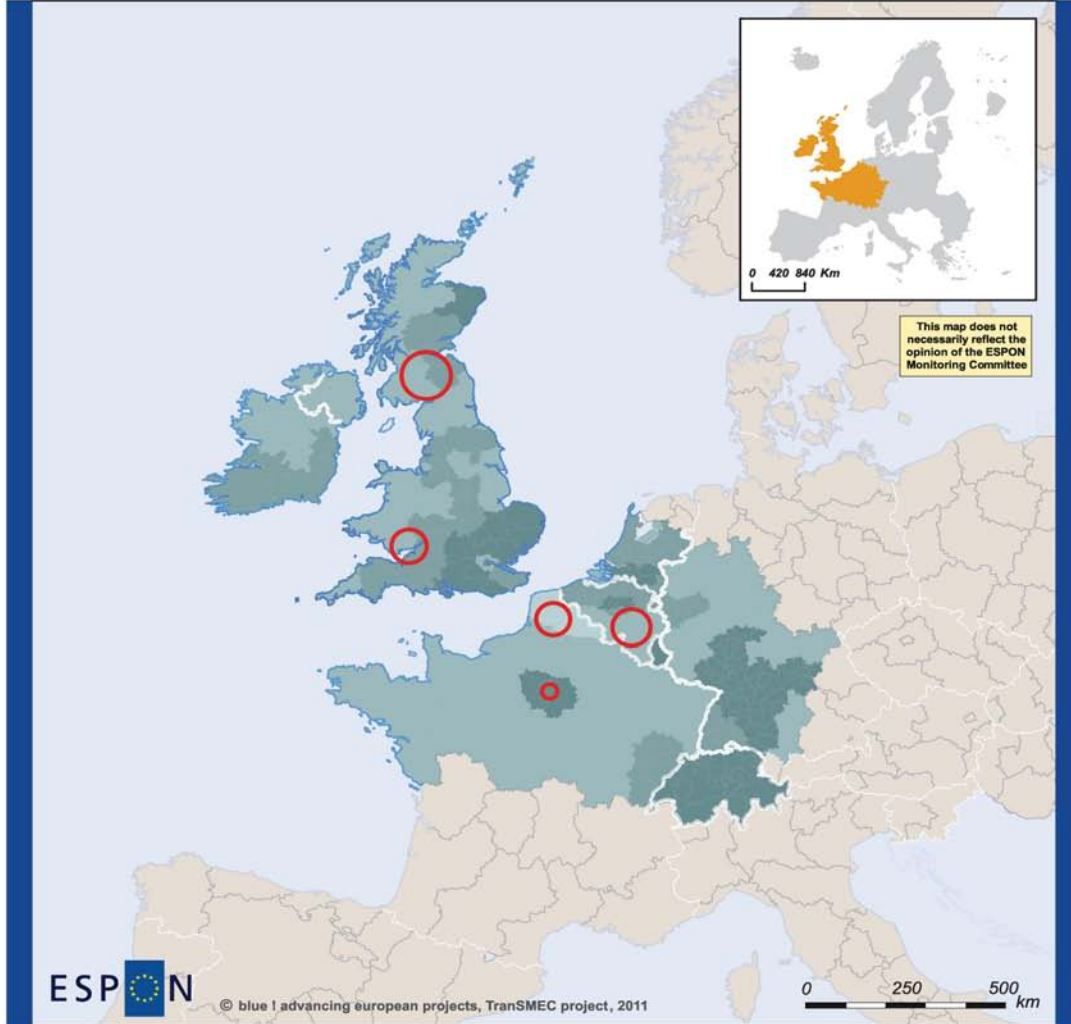 0 420 840 Km
This map does not
necessarily reflect the
opinion of the ESPON
Monitoring Committee
ESPON
© blue ! advancing european projects, TranSMEC project, 2011
0 250 500
km